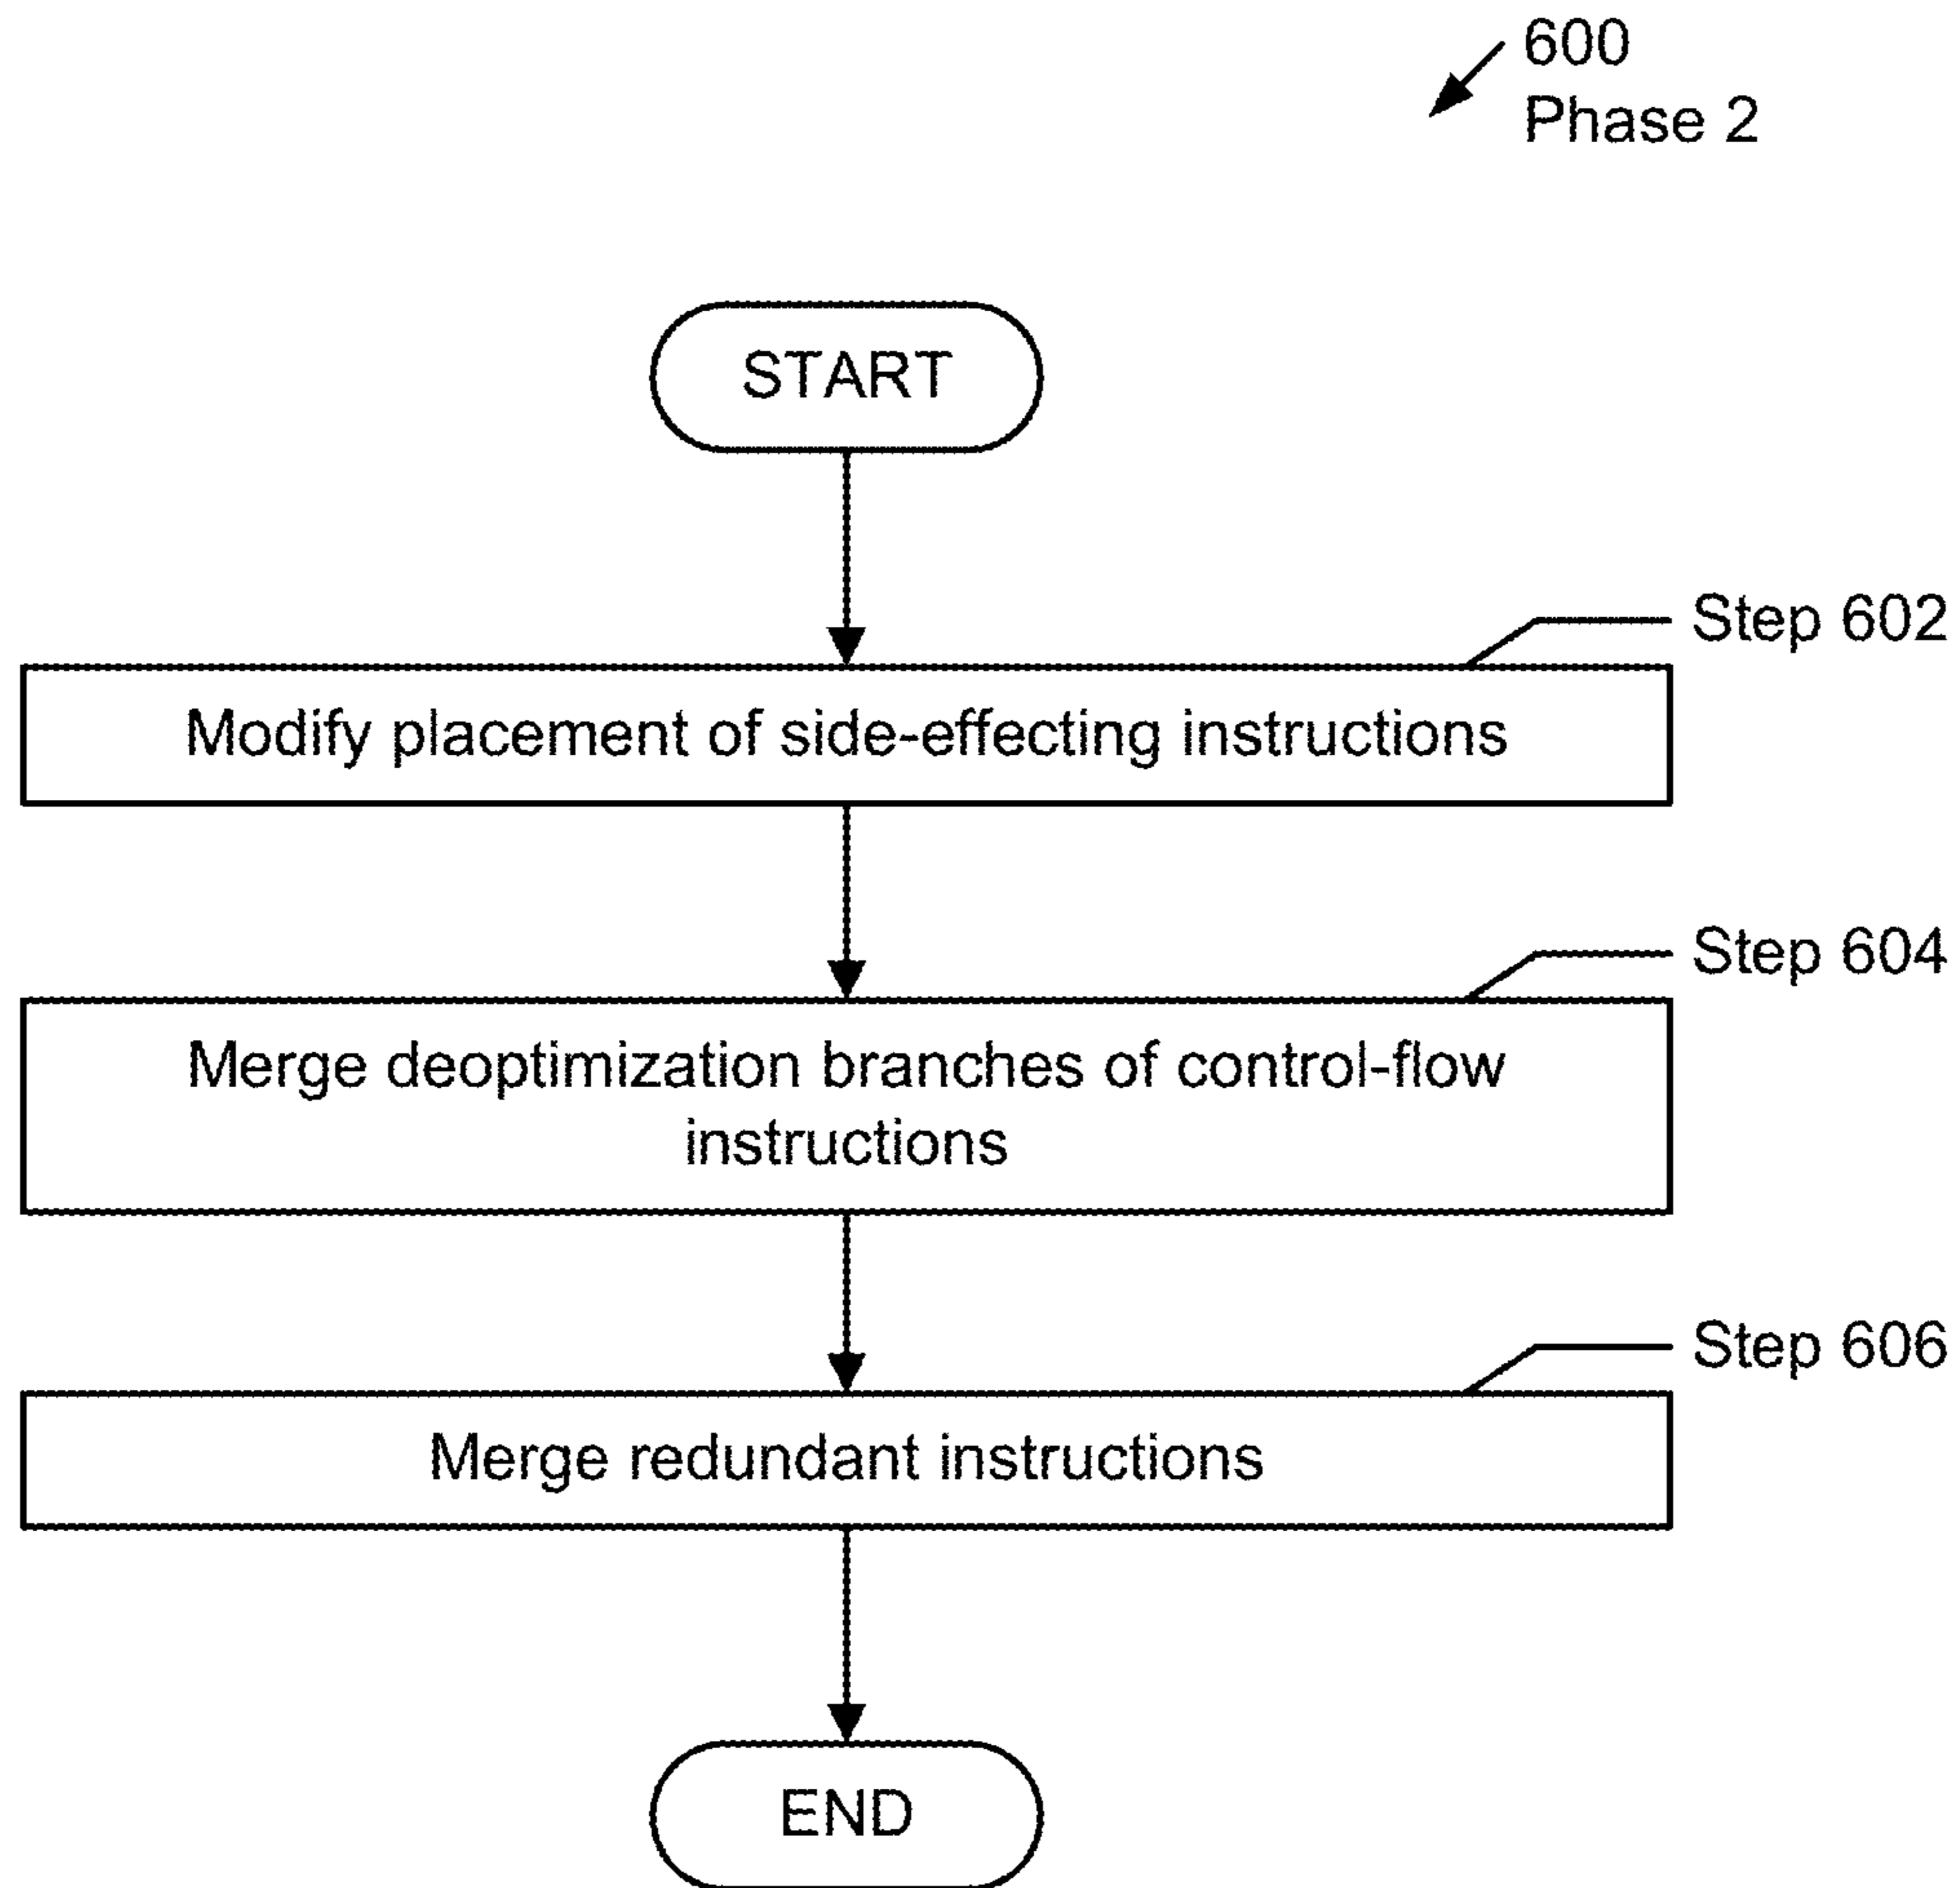 600
Phase 2
START
Step 602
Modify placement of side-effecting instructions
Step 604
Merge deoptimization branches of control-flow
instructions
Step 606
Merge redundant instructions
END